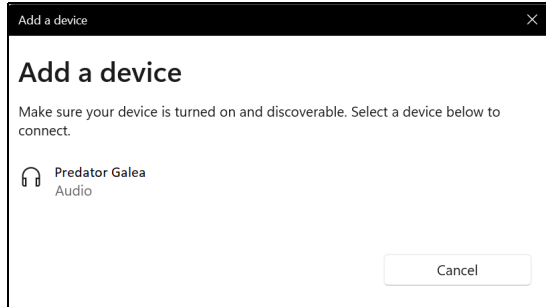 Add a device
Add a device
Make sure your device is turned on and discoverable. Select a device below to
connect.
Predator Galea
Audio
Cancel